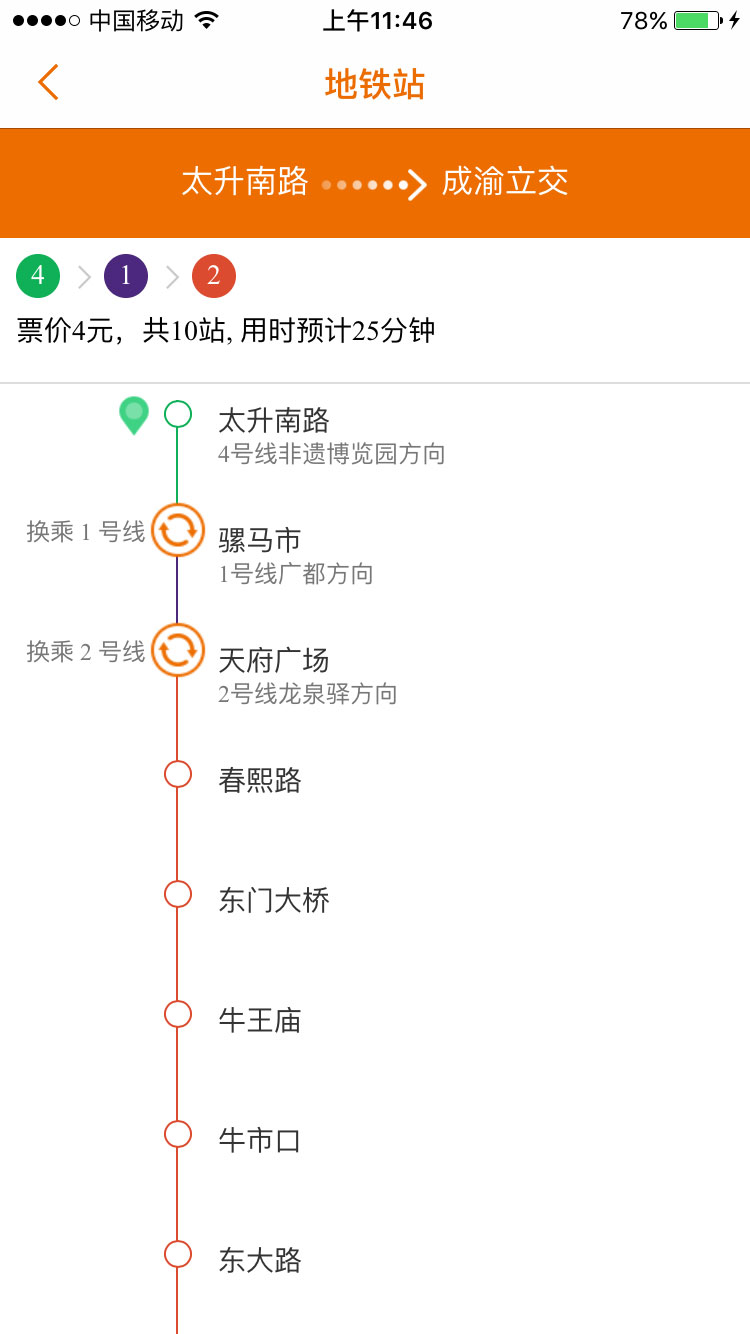 中国移动 上午11:46 78%
地铁站
太升南路 成渝立交
4 1 2
票价4元，共10站, 用时预计25分钟
太升南路
4号线非遗博览园方向
换乘 1 号线 骡马市
1号线广都方向
换乘 2 号线 天府广场
2号线龙泉驿方向
春熙路
东门大桥
牛王庙
牛市口
东大路